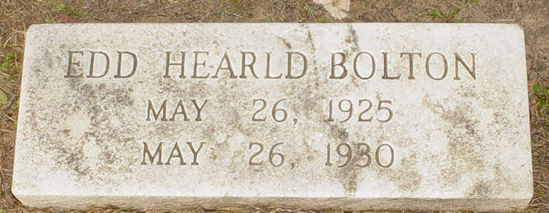 EDD HEARLD BOLTON
MAY 26, 1925
MAY 26, 1930